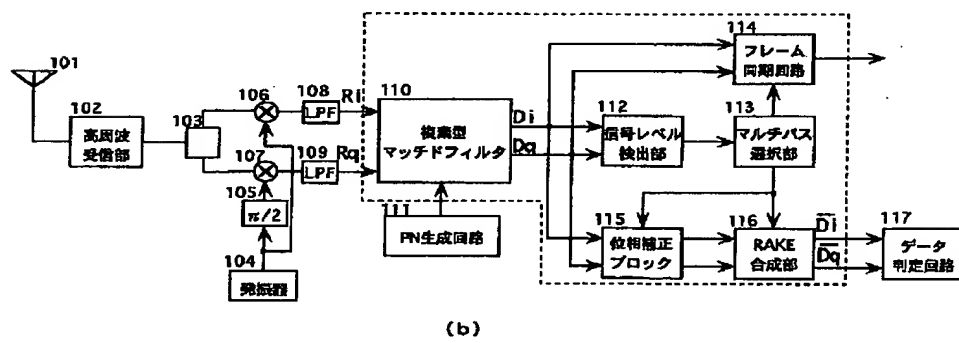 101
102
高周波
受信部
103
106
107
105
π/2
104
発振器
108
LPF
Ri
109
LPF
Rq
110
複素型
マッチドフィルタ
111
PN生成回路
Di
Dq
112
信号レベル
検出部
113
マルチパス
選択部
114
フレーム
同期回路
115
位相補正
ブロック
116
RAKE
合成部
D̅i̅
D̅q̅
117
データ
判定回路
(b)